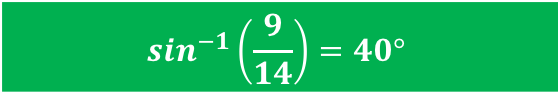 sin⁻¹(9/14) = 40°